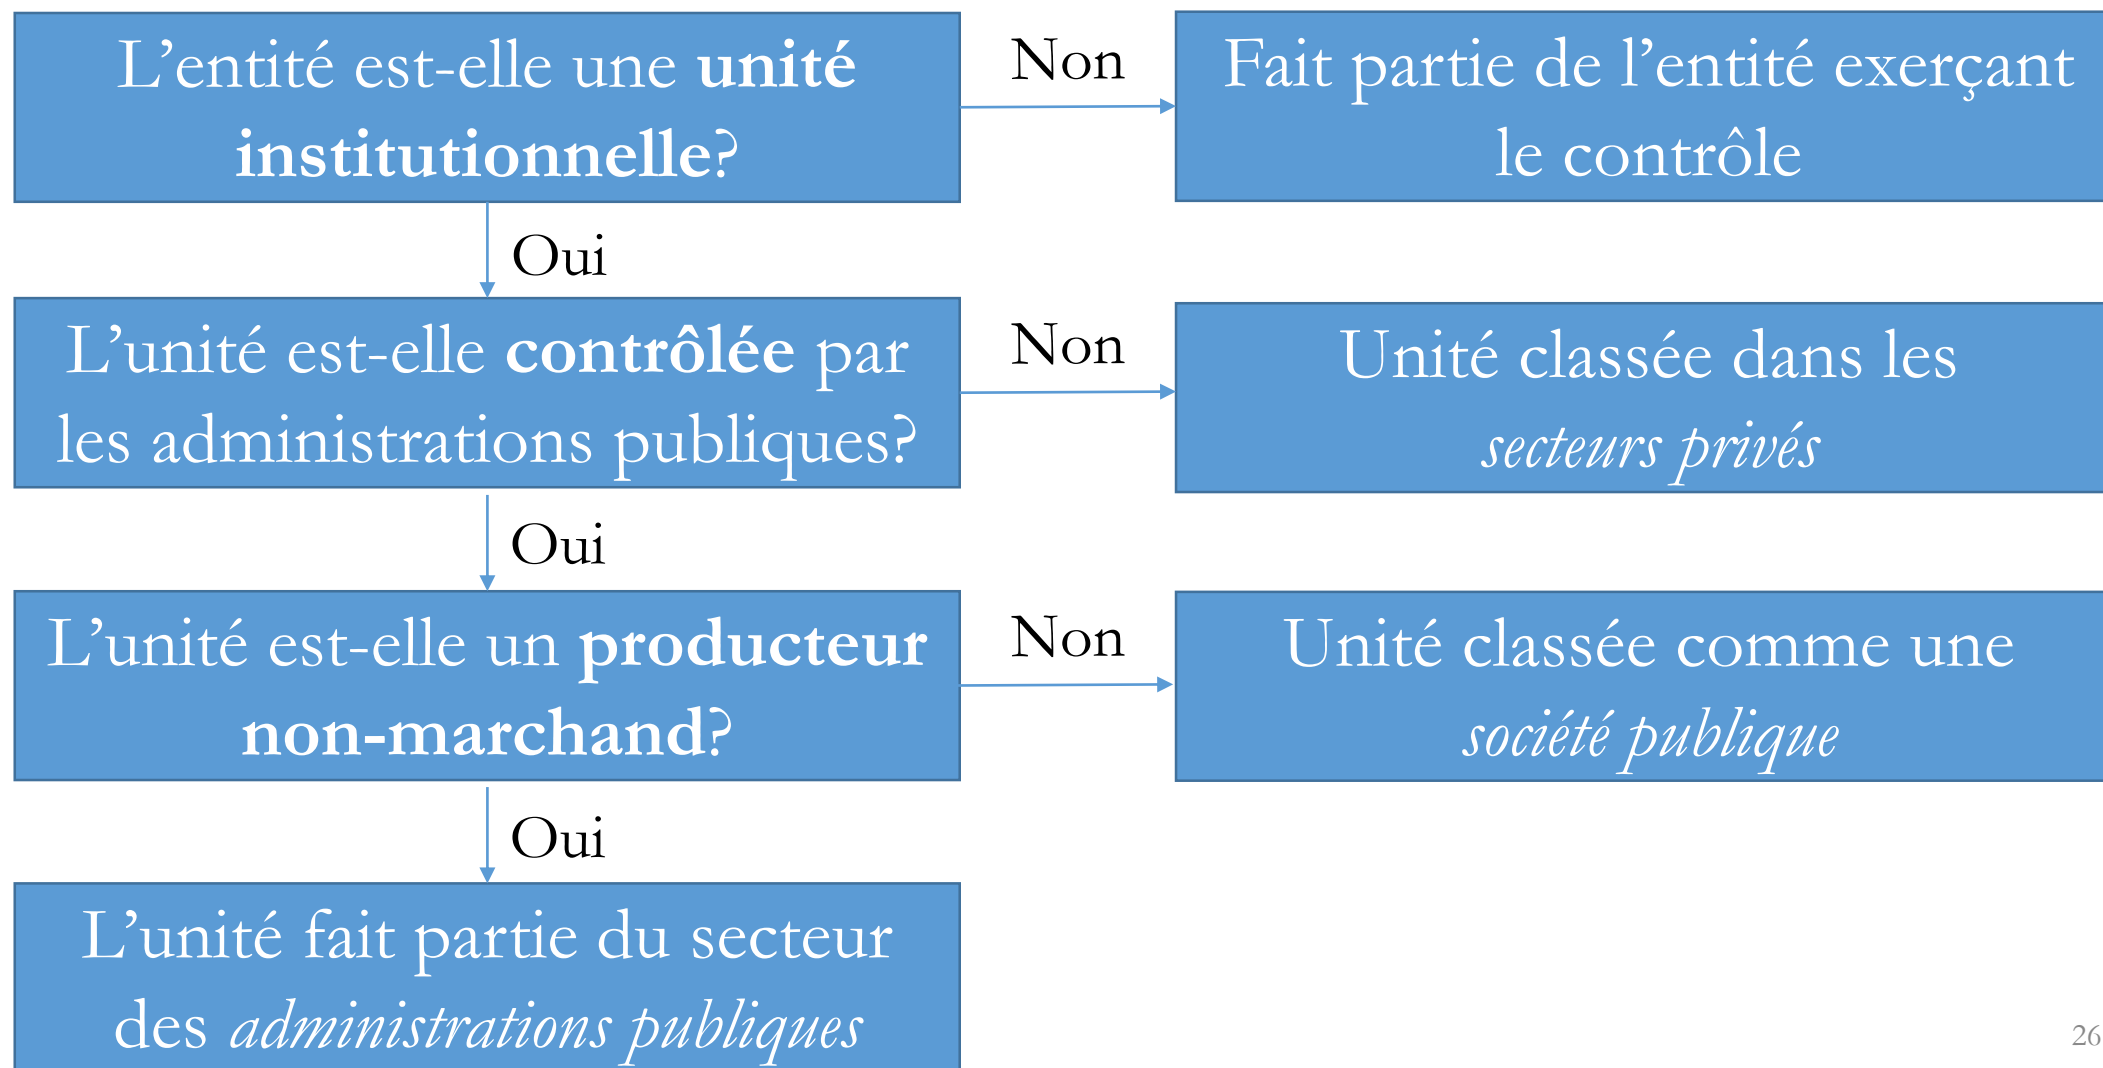 L’entité est-elle une unité
institutionnelle?
Non
Fait partie de l’entité exerçant
le contrôle
Oui
L’unité est-elle contrôlée par
les administrations publiques?
Non
Unité classée dans les
secteurs privés
Oui
L’unité est-elle un producteur
non-marchand?
Non
Unité classée comme une
société publique
Oui
L’unité fait partie du secteur
des administrations publiques
26